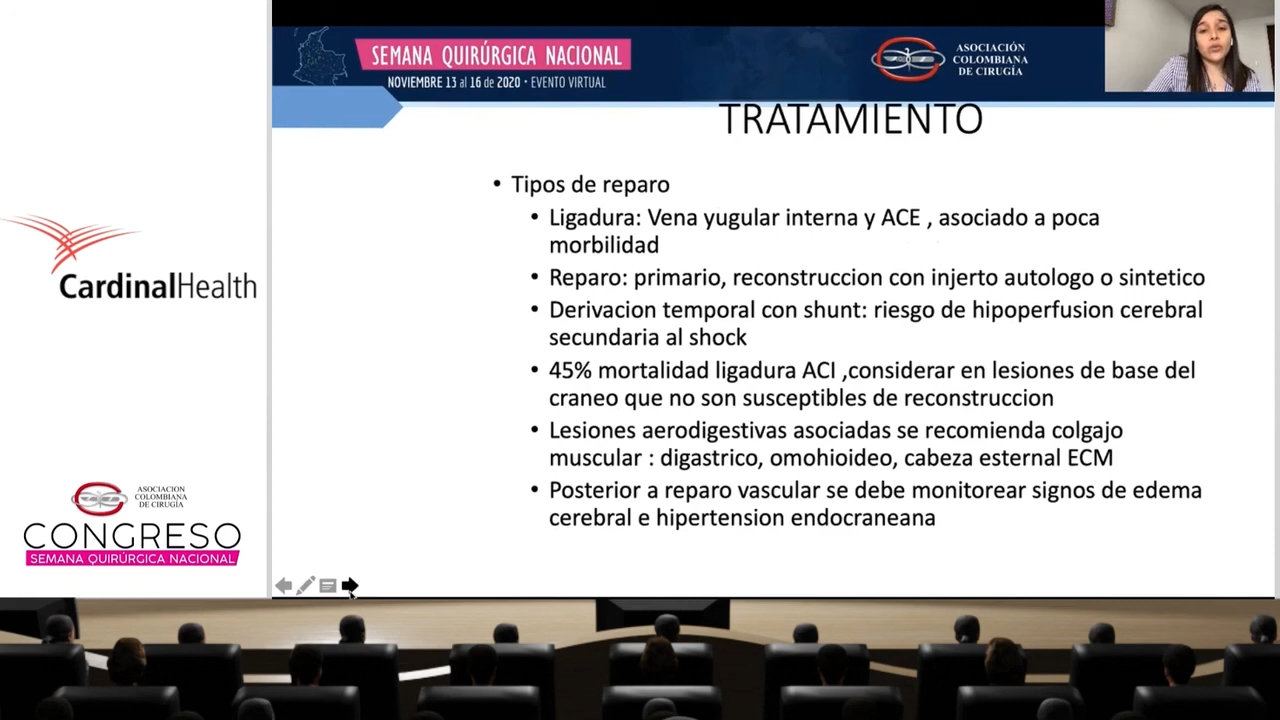 SEMANA QUIRÚRGICA NACIONAL
NOVIEMBRE 13 al 16 de 2020 • EVENTO VIRTUAL
ASOCIACIÓN
COLOMBIANA
DE CIRUGÍA
TRATAMIENTO
• Tipos de reparo
• Ligadura: Vena yugular interna y ACE , asociado a poca
morbilidad
• Reparo: primario, reconstruccion con injerto autologo o sintetico
• Derivacion temporal con shunt: riesgo de hipoperfusion cerebral
secundaria al shock
• 45% mortalidad ligadura ACI ,considerar en lesiones de base del
craneo que no son susceptibles de reconstruccion
• Lesiones aerodigestivas asociadas se recomienda colgajo
muscular : digastrico, omohioideo, cabeza esternal ECM
• Posterior a reparo vascular se debe monitorear signos de edema
cerebral e hipertension endocraneana
CardinalHealth
ASOCIACIÓN
COLOMBIANA
DE CIRUGÍA
CONGRESO
SEMANA QUIRÚRGICA NACIONAL